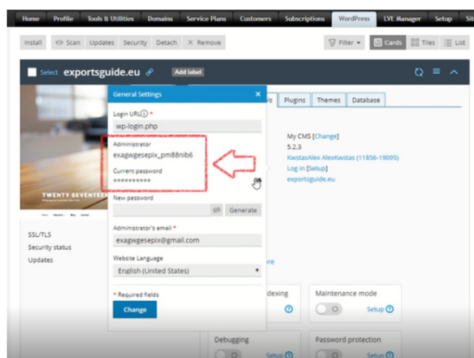 Home Profile Tools & Utilities Domains Service Plans Customers Subscriptions WordPress LVE Manager Setup
Install Scan Updates Security Detach Remove Filter Cards Tiles List
Select exportsguide.eu Add label
General Settings
Plugins Themes Database
Login URL *
wp-login.php
Administrator
My CMS [Change]
5.2.3
Current password
**********
Log in [Setup]
exportsguide.eu
New password
Generate
TWENTY SEVENTEEN
Administrator's email *
exagwgesepix@gmail.com
SSL/TLS
Security status
Updates
Website Language
English (United States)
* Required fields
Change
Maintenance mode
Setup
Debugging
Password protection
Setup
Setup